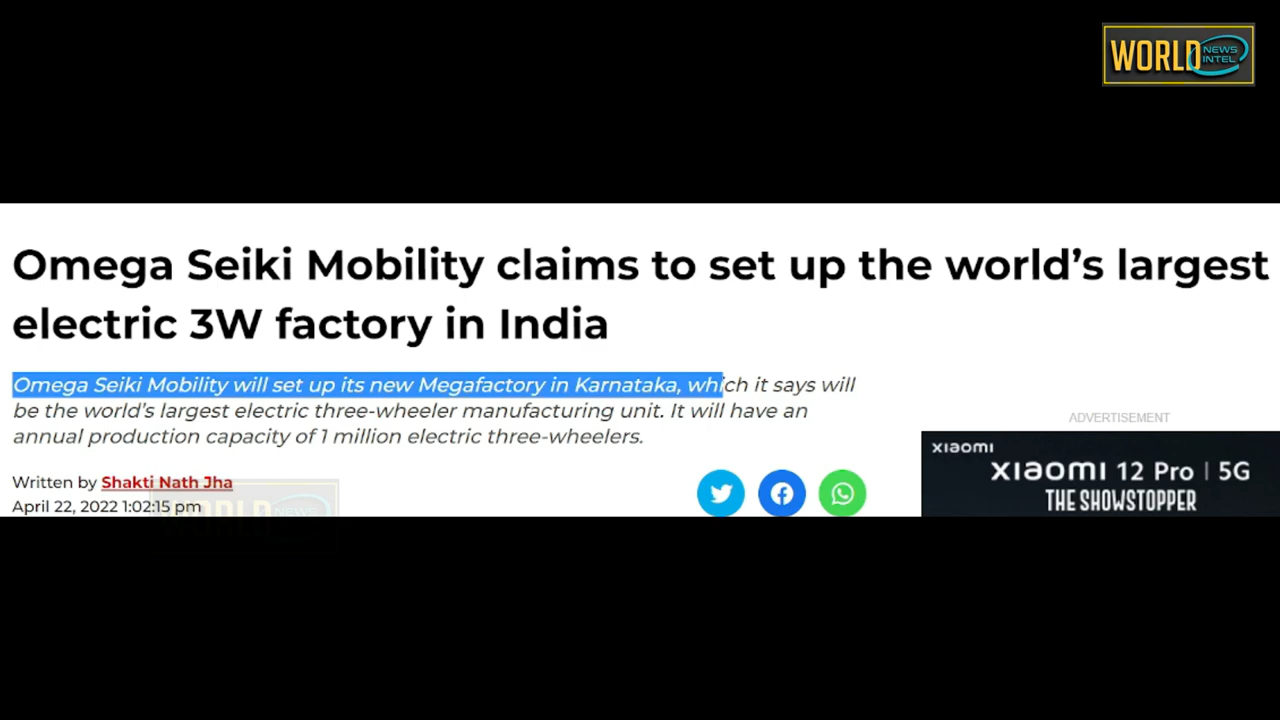 WORLD NEWS INTEL
Omega Seiki Mobility claims to set up the world's largest
electric 3W factory in India
Omega Seiki Mobility will set up its new Megafactory in Karnataka, which it says will
be the world's largest electric three-wheeler manufacturing unit. It will have an
annual production capacity of 1 million electric three-wheelers.
ADVERTISEMENT
xiaomi
xiaomi 12 Pro | 5G
THE SHOWSTOPPER
Written by Shakti Nath Jha
April 22, 2022 1:02:15 pm
WORLD NEWS